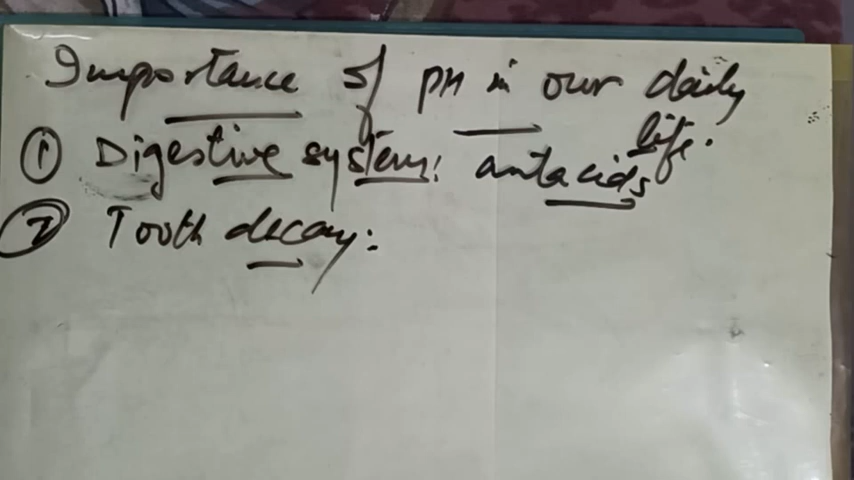 Importance of pH in our daily life.
① Digestive system: antacids
② Tooth decay: